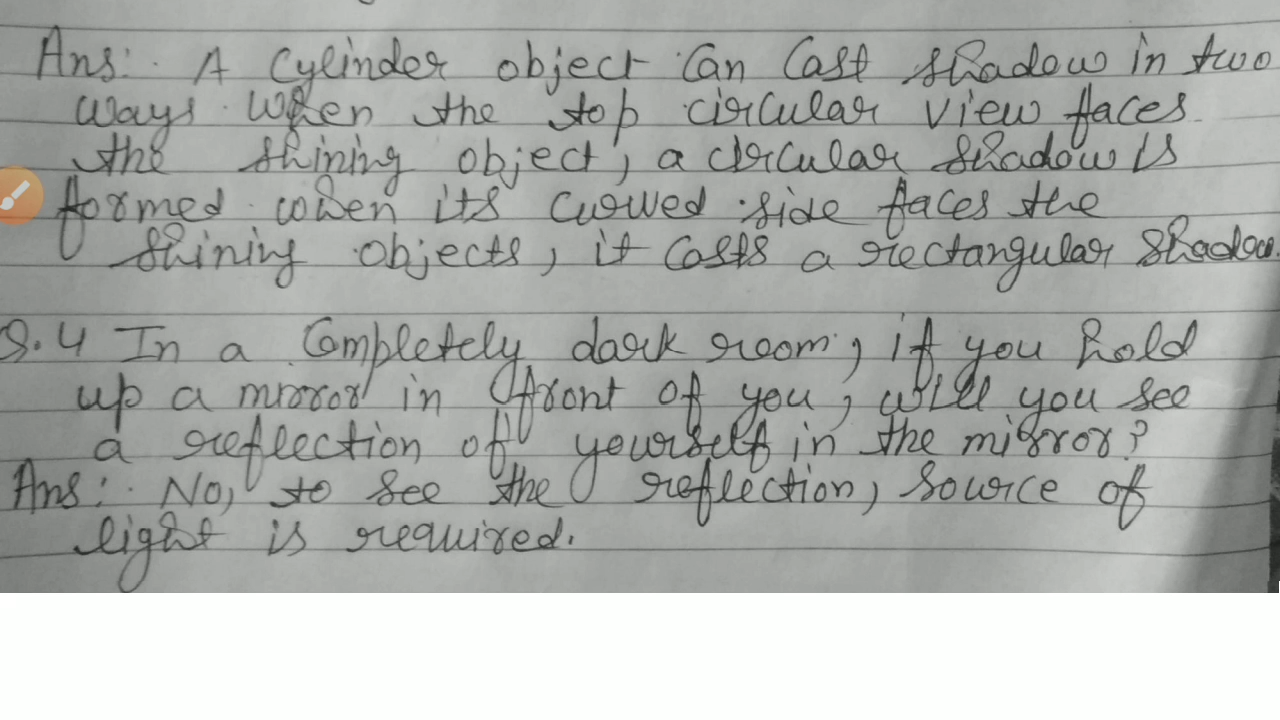 Ans:. A Cylinder object Can Cast shadow in two
ways. When the top circular view faces
the shining object, a circular shadow is
formed. when its curved side faces the
shining objects, it casts a rectangular shadow.
Q.4 In a Completely dark room, if you hold
up a mirror in front of you, will you see
a reflection of yourself in the mirror?
Ans:. No, to see the reflection, source of
light is required.